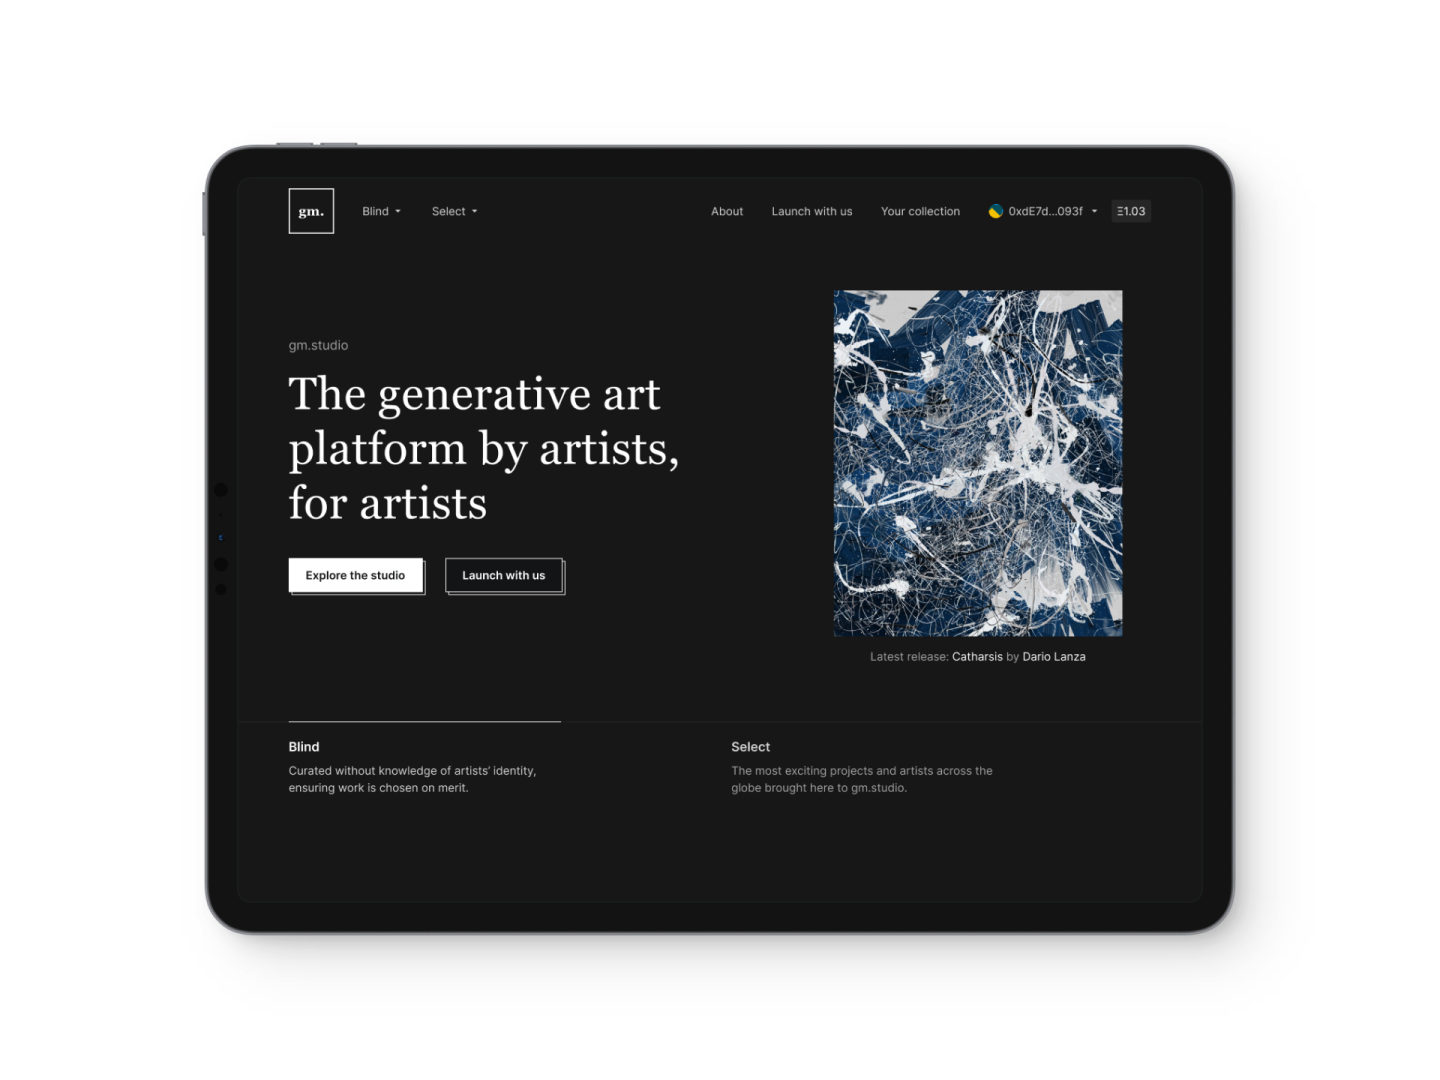 gm.
Blind
Select
About
Launch with us
Your collection
0xdE7d...093f
Ξ1.03
gm.studio
The generative art
platform by artists,
for artists
Explore the studio
Launch with us
Latest release: Catharsis by Dario Lanza
Blind
Curated without knowledge of artists’ identity,
ensuring work is chosen on merit.
Select
The most exciting projects and artists across the
globe brought here to gm.studio.